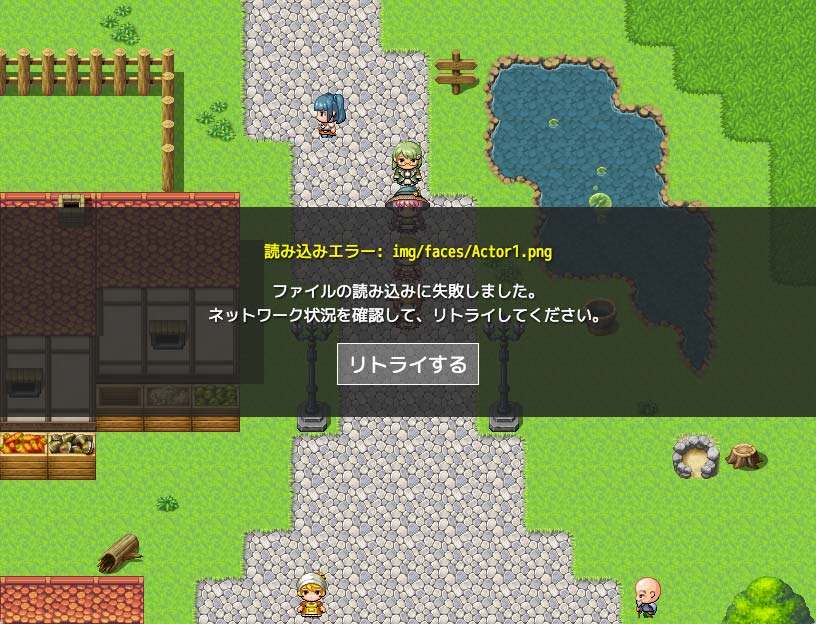 読み込みエラー: img/faces/Actor1.png
ファイルの読み込みに失敗しました。
ネットワーク状況を確認して、リトライしてください。
リトライする